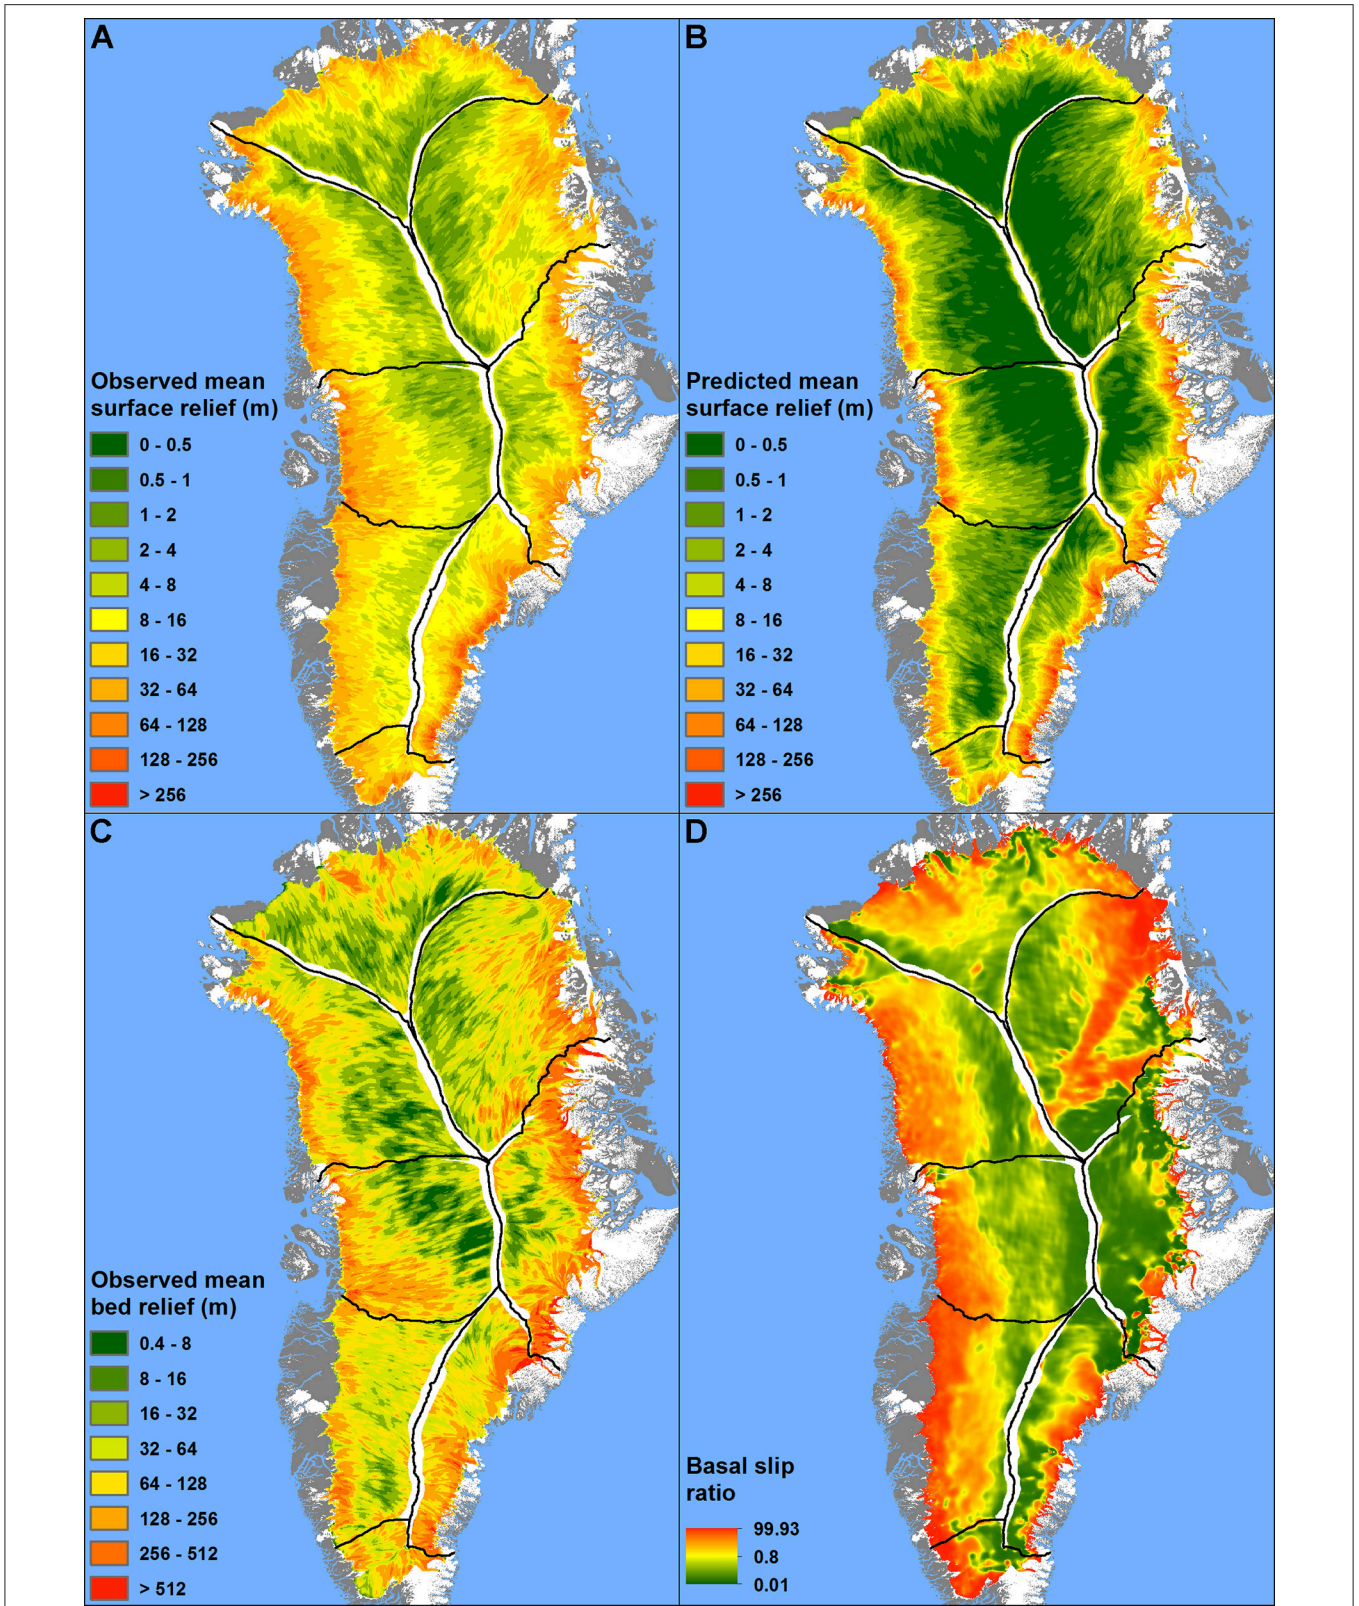 A
Observed mean
surface relief (m)
0 - 0.5
0.5 - 1
1 - 2
2 - 4
4 - 8
8 - 16
16 - 32
32 - 64
64 - 128
128 - 256
> 256
B
Predicted mean
surface relief (m)
0 - 0.5
0.5 - 1
1 - 2
2 - 4
4 - 8
8 - 16
16 - 32
32 - 64
64 - 128
128 - 256
> 256
C
Observed mean
bed relief (m)
0.4 - 8
8 - 16
16 - 32
32 - 64
64 - 128
128 - 256
256 - 512
> 512
D
Basal slip
ratio
99.93
0.8
0.01